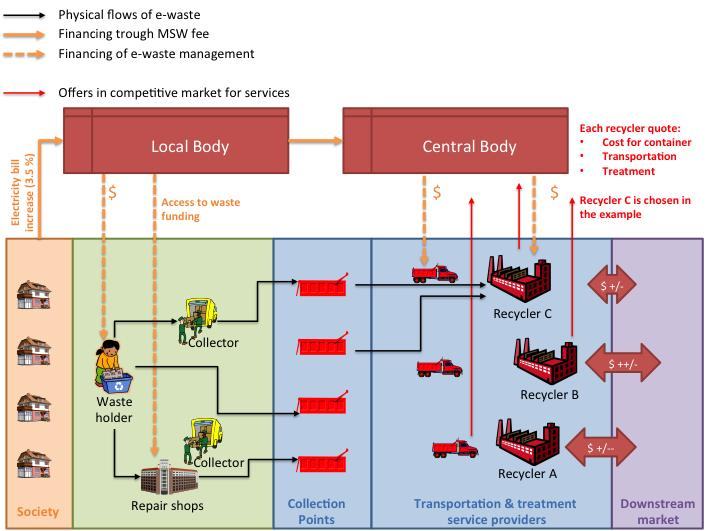 Physical flows of e-waste
Financing trough MSW fee
Financing of e-waste management
Offers in competitive market for services
Electricity bill
increase (3.5 %)
Local Body
Central Body
Each recycler quote:
• Cost for container
• Transportation
• Treatment
Recycler C is chosen in
the example
$
Access to waste
funding
$
$
Collector
Waste
holder
Collector
Repair shops
Recycler C
Recycler B
Recycler A
$ +/-
$ ++/-
$ +/--
Society
Collection
Points
Transportation & treatment
service providers
Downstream
market